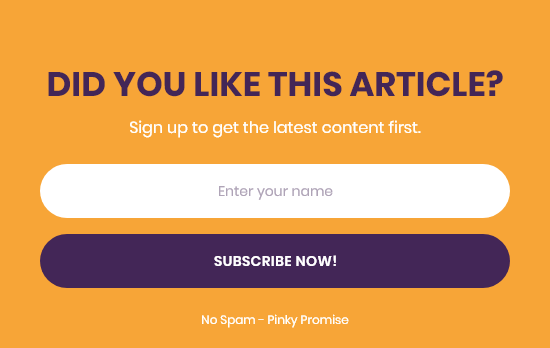 DID YOU LIKE THIS ARTICLE?
Sign up to get the latest content first.
Enter your name
SUBSCRIBE NOW!
No Spam - Pinky Promise